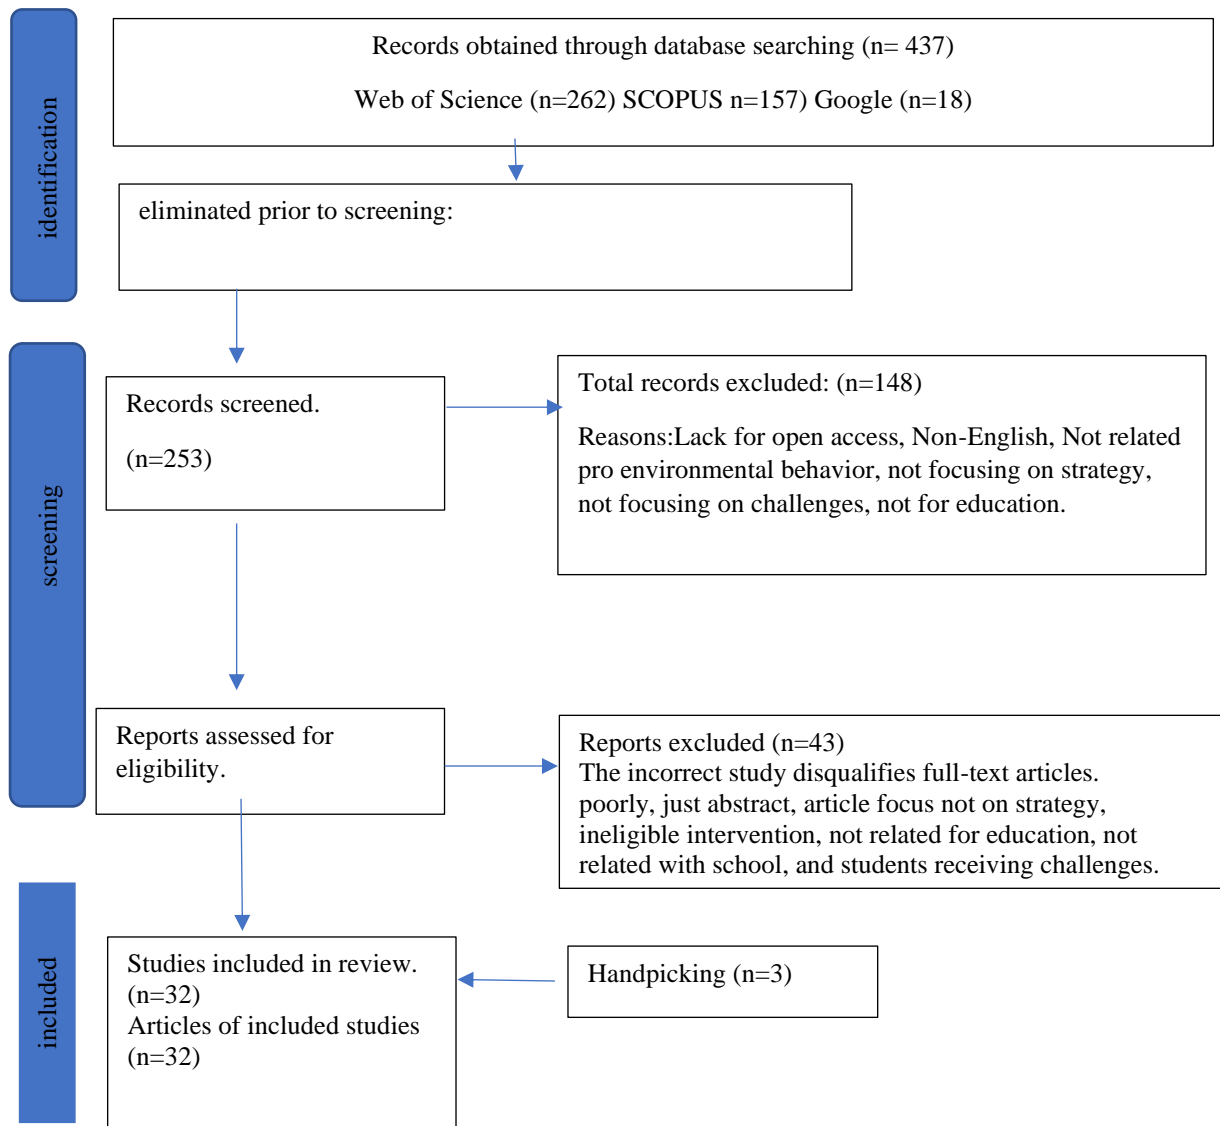 identification
Records obtained through database searching (n= 437)
Web of Science (n=262) SCOPUS n=157) Google (n=18)
eliminated prior to screening:
screening
Records screened.
(n=253)
Total records excluded: (n=148)
Reasons:Lack for open access, Non-English, Not related
pro environmental behavior, not focusing on strategy,
not focusing on challenges, not for education.
Reports assessed for
eligibility.
Reports excluded (n=43)
The incorrect study disqualifies full-text articles.
poorly, just abstract, article focus not on strategy,
ineligible intervention, not related for education, not
related with school, and students receiving challenges.
included
Studies included in review.
(n=32)
Articles of included studies
(n=32)
Handpicking (n=3)